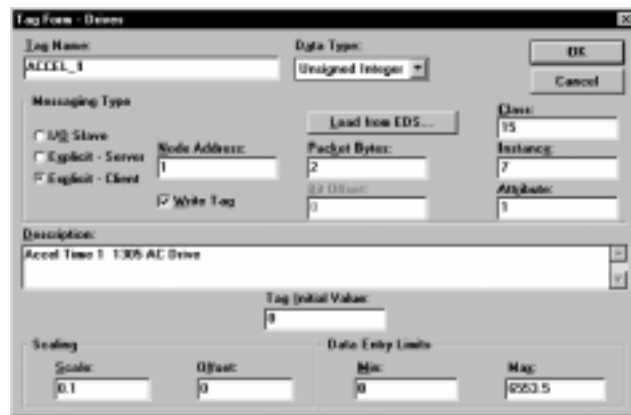 Tag Form - Drives
Tag Name:
ACCEL_1
Data Type:
Unsigned Integer
OK
Cancel
Messaging Type
I/O Slave
Explicit - Server
Explicit - Client
Node Address:
1
Write Tag
Load from EDS...
Packet Bytes:
2
Bit Offset:
0
Class:
15
Instance:
7
Attribute:
1
Description:
Accel Time 1 1305 AC Drive
Tag Initial Value:
0
Scaling
Scale:
0.1
Offset:
0
Data Entry Limits
Min:
0
Max:
6553.5